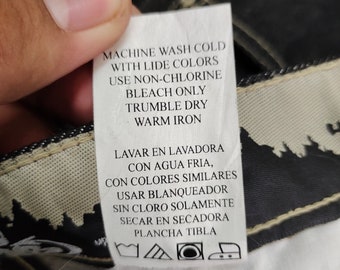 MACHINE WASH COLD
WITH LIDE COLORS
USE NON-CHLORINE
BLEACH ONLY
TRUMBLE DRY
WARM IRON
LAVAR EN LAVADORA
CON AGUA FRIA,
CON COLORES SIMILARES
USAR BLANQUEADOR
SIN CLORO SOLAMENTE
SECAR EN SECADORA
PLANCHA TIBLA